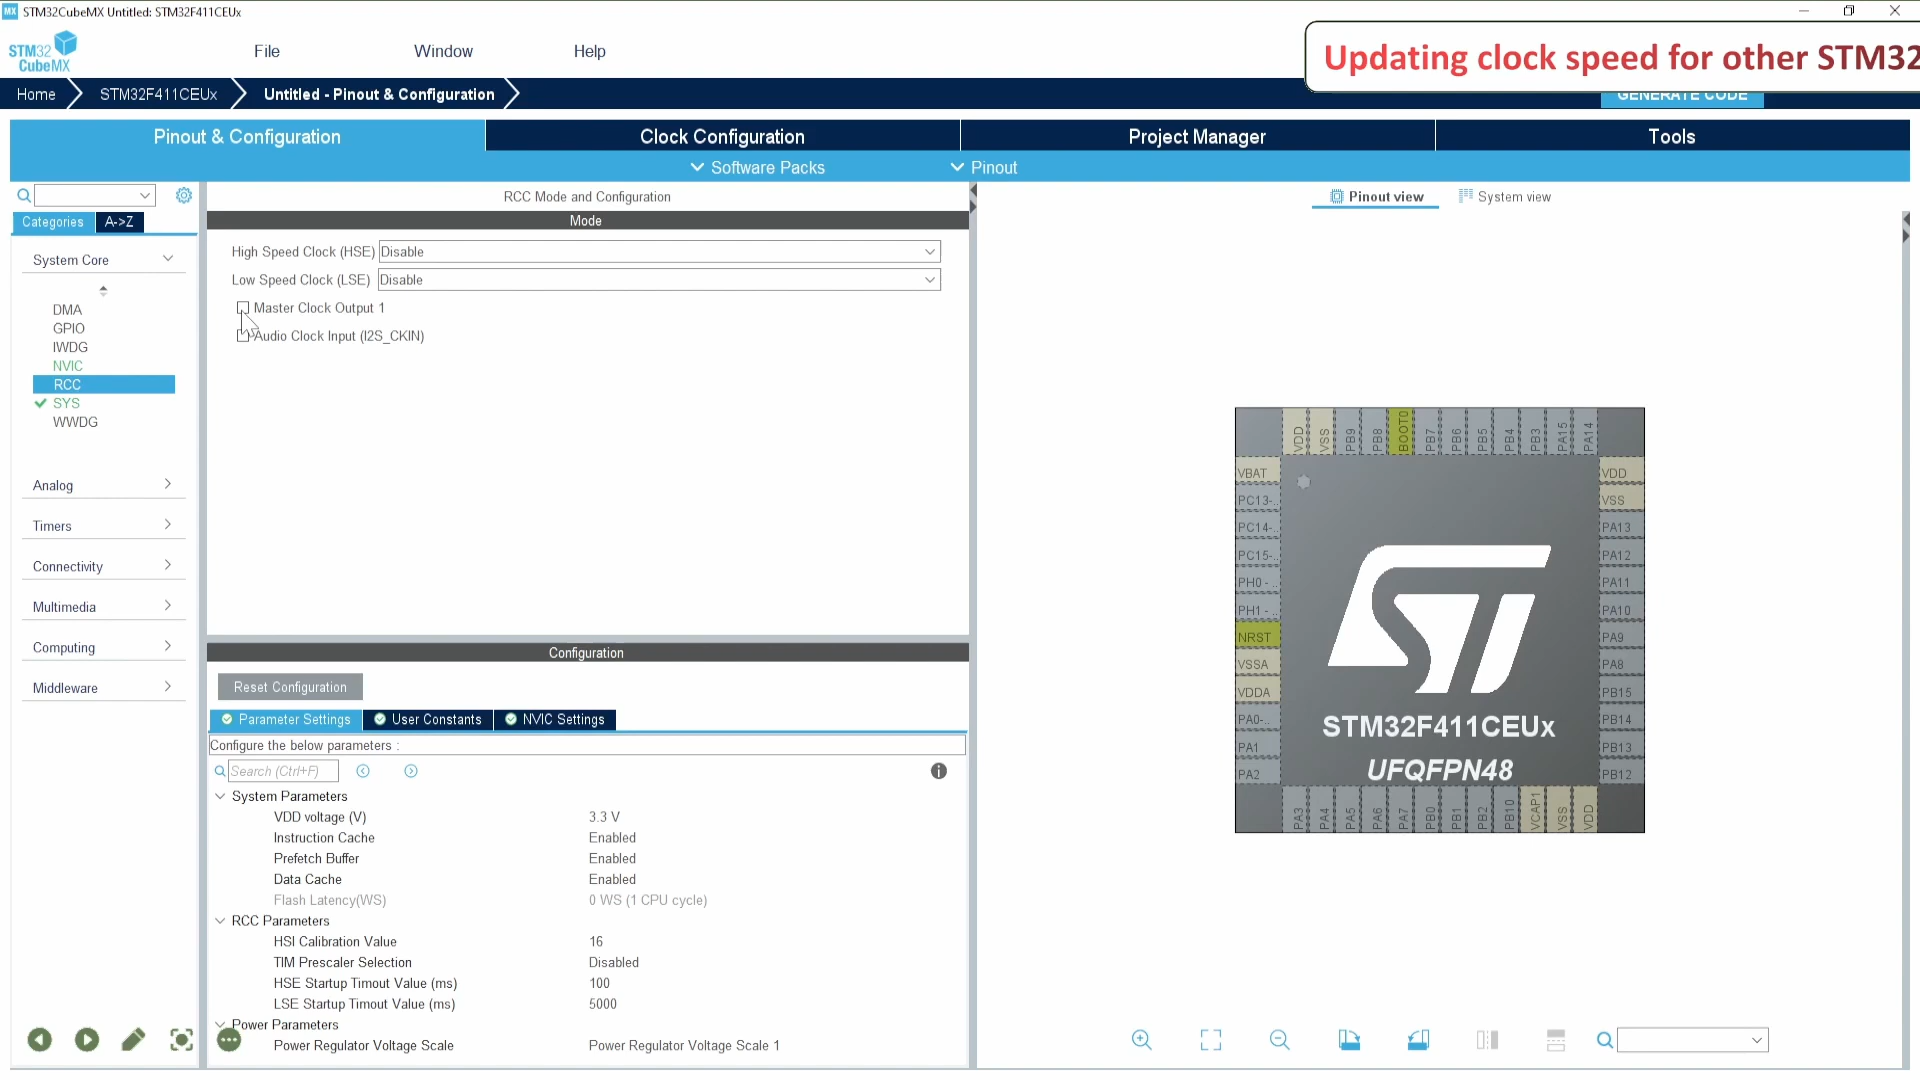 MX STM32CubeMX Untitled: STM32F411CEUx
STM32
CubeMX
File
Window
Help
Updating clock speed for other STM32
Home
STM32F411CEUx
Untitled - Pinout & Configuration
GENERATE CODE
Pinout & Configuration
Clock Configuration
Project Manager
Tools
Software Packs
Pinout
Categories
A->Z
System Core
DMA
GPIO
IWDG
NVIC
RCC
SYS
WWDG
Analog
Timers
Connectivity
Multimedia
Computing
Middleware
RCC Mode and Configuration
Mode
High Speed Clock (HSE) Disable
Low Speed Clock (LSE) Disable
Master Clock Output 1
Audio Clock Input (I2S_CKIN)
Configuration
Reset Configuration
Parameter Settings
User Constants
NVIC Settings
Configure the below parameters :
Search (Ctrl+F)
System Parameters
VDD voltage (V) 3.3 V
Instruction Cache Enabled
Prefetch Buffer Enabled
Data Cache Enabled
Flash Latency(WS) 0 WS (1 CPU cycle)
RCC Parameters
HSI Calibration Value 16
TIM Prescaler Selection Disabled
HSE Startup Timout Value (ms) 100
LSE Startup Timout Value (ms) 5000
Power Parameters
Power Regulator Voltage Scale Power Regulator Voltage Scale 1
Pinout view
System view
VDD
VSS
PB9
PB8
BOOT0
PB7
PB6
PB5
PB4
PB3
PA15
PA14
VBAT
PC13-..
PC14-..
PC15-..
PH0 - ..
PH1 - ..
NRST
VSSA
VDDA
PA0-..
PA1
PA2
VDD
VSS
PA13
PA12
PA11
PA10
PA9
PA8
PB15
PB14
PB13
PB12
ST
STM32F411CEUx
UFQFPN48
PA3
PA4
PA5
PA6
PA7
PB0
PB1
PB2
PB10
VCAP1
VSS
VDD